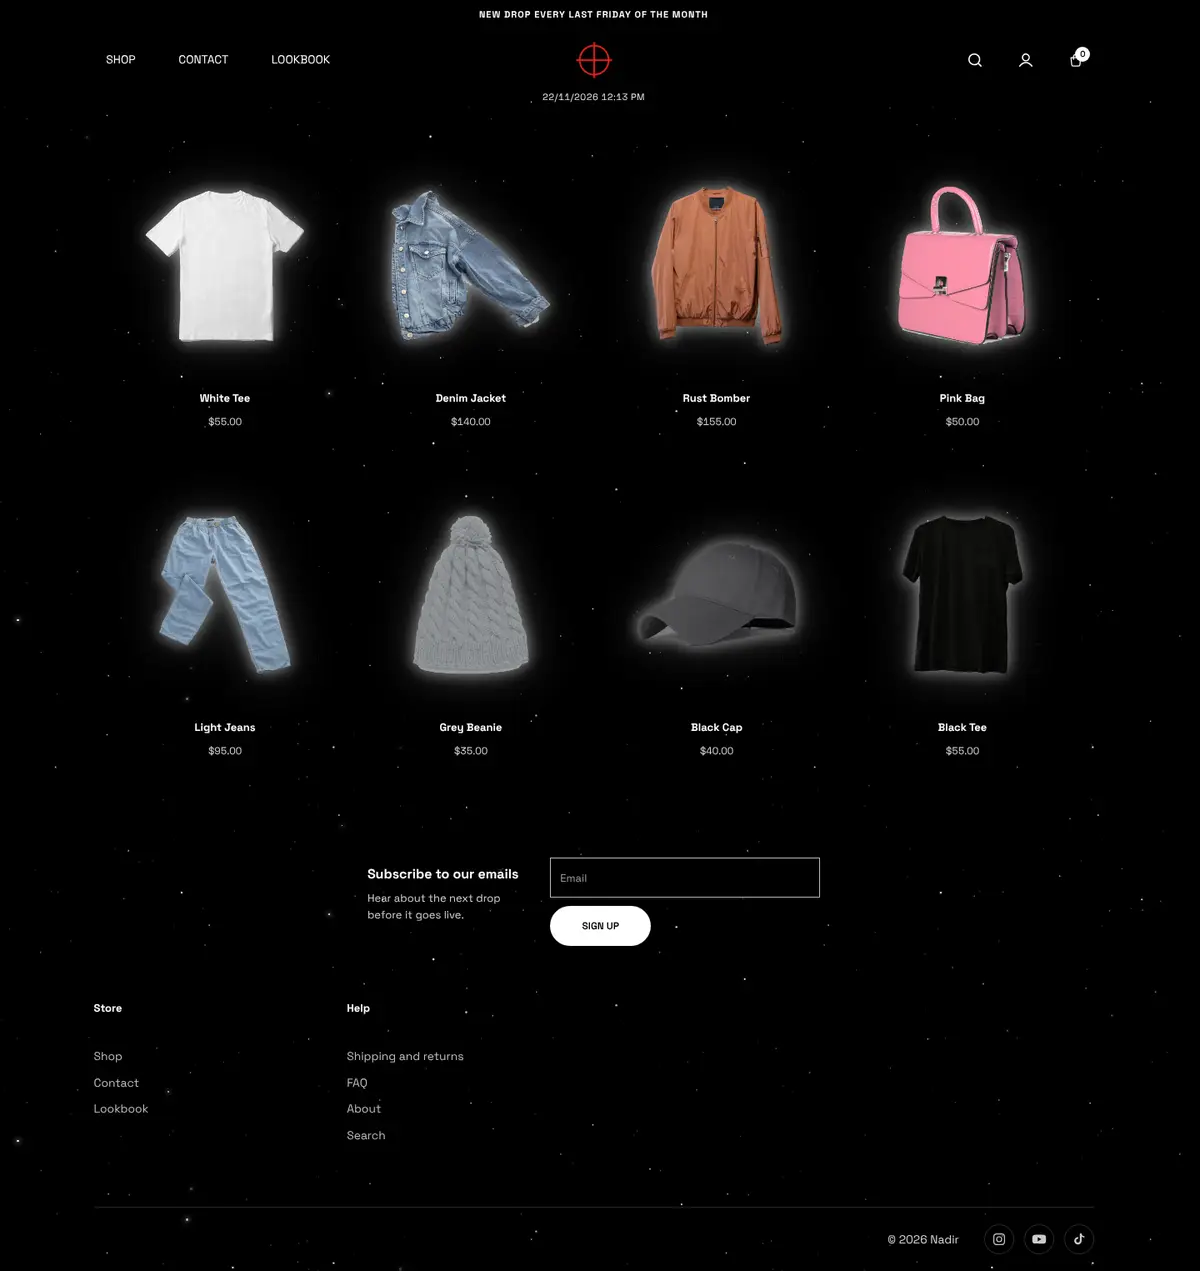 NEW DROP EVERY LAST FRIDAY OF THE MONTH
SHOP CONTACT LOOKBOOK
0
22/11/2026 12:13 PM
White Tee
$55.00
Denim Jacket
$140.00
Rust Bomber
$155.00
Pink Bag
$50.00
Light Jeans
$95.00
Grey Beanie
$35.00
Black Cap
$40.00
Black Tee
$55.00
Subscribe to our emails
Hear about the next drop
before it goes live.
Email
SIGN UP
Store
Shop
Contact
Lookbook
Help
Shipping and returns
FAQ
About
Search
© 2026 Nadir